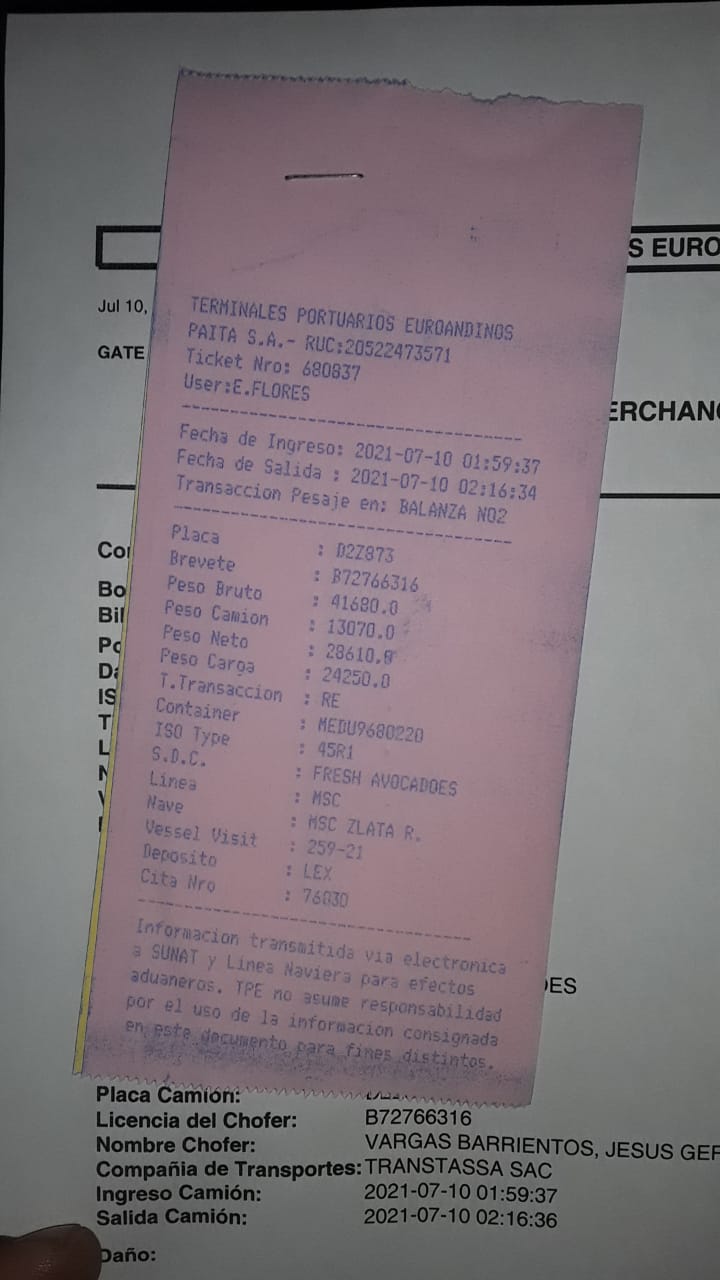 S EURO
Jul 10,
GATE
ERCHAN
TERMINALES PORTUARIOS EUROANDINOS
PAITA S.A.- RUC:20522473571
Ticket Nro: 680837
User:E.FLORES
Fecha de Ingreso: 2021-07-10 01:59:37
Fecha de Salida : 2021-07-10 02:16:34
Transaccion Pesaje en: BALANZA NO2
Placa : D2Z873
Brevete : B72766316
Peso Bruto : 41680.0
Peso Camion : 13070.0
Peso Neto : 28610.0
Peso Carga : 24250.0
T.Transaccion : RE
Container : MEDU9680220
ISO Type : 45R1
S.D.C. : FRESH AVOCADOES
Linea : MSC
Nave : MSC ZLATA R.
Vessel Visit : 259-21
Deposito : LEX
Cita Nro : 76030
Informacion transmitida via electronica
a SUNAT y Linea Naviera para efectos
aduaneros. TPE no asume responsabilidad
por el uso de la informacion consignada
en este documento para fines distintos.
Co
Bo
Bil
Po
Da
IS
T
L
N
DES
Placa Camión:
Licencia del Chofer: B72766316
Nombre Chofer: VARGAS BARRIENTOS, JESUS GER
Compañia de Transportes: TRANSTASSA SAC
Ingreso Camión: 2021-07-10 01:59:37
Salida Camión: 2021-07-10 02:16:36
Daño: